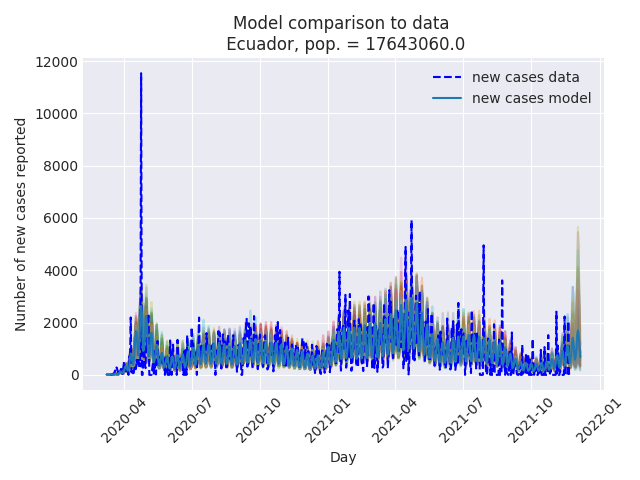 Model comparison to data
Ecuador, pop. = 17643060.0
Number of new cases reported
12000
10000
8000
6000
4000
2000
0
new cases data
new cases model
2020-04
2020-07
2020-10
2021-01
2021-04
2021-07
2021-10
2022-01
Day